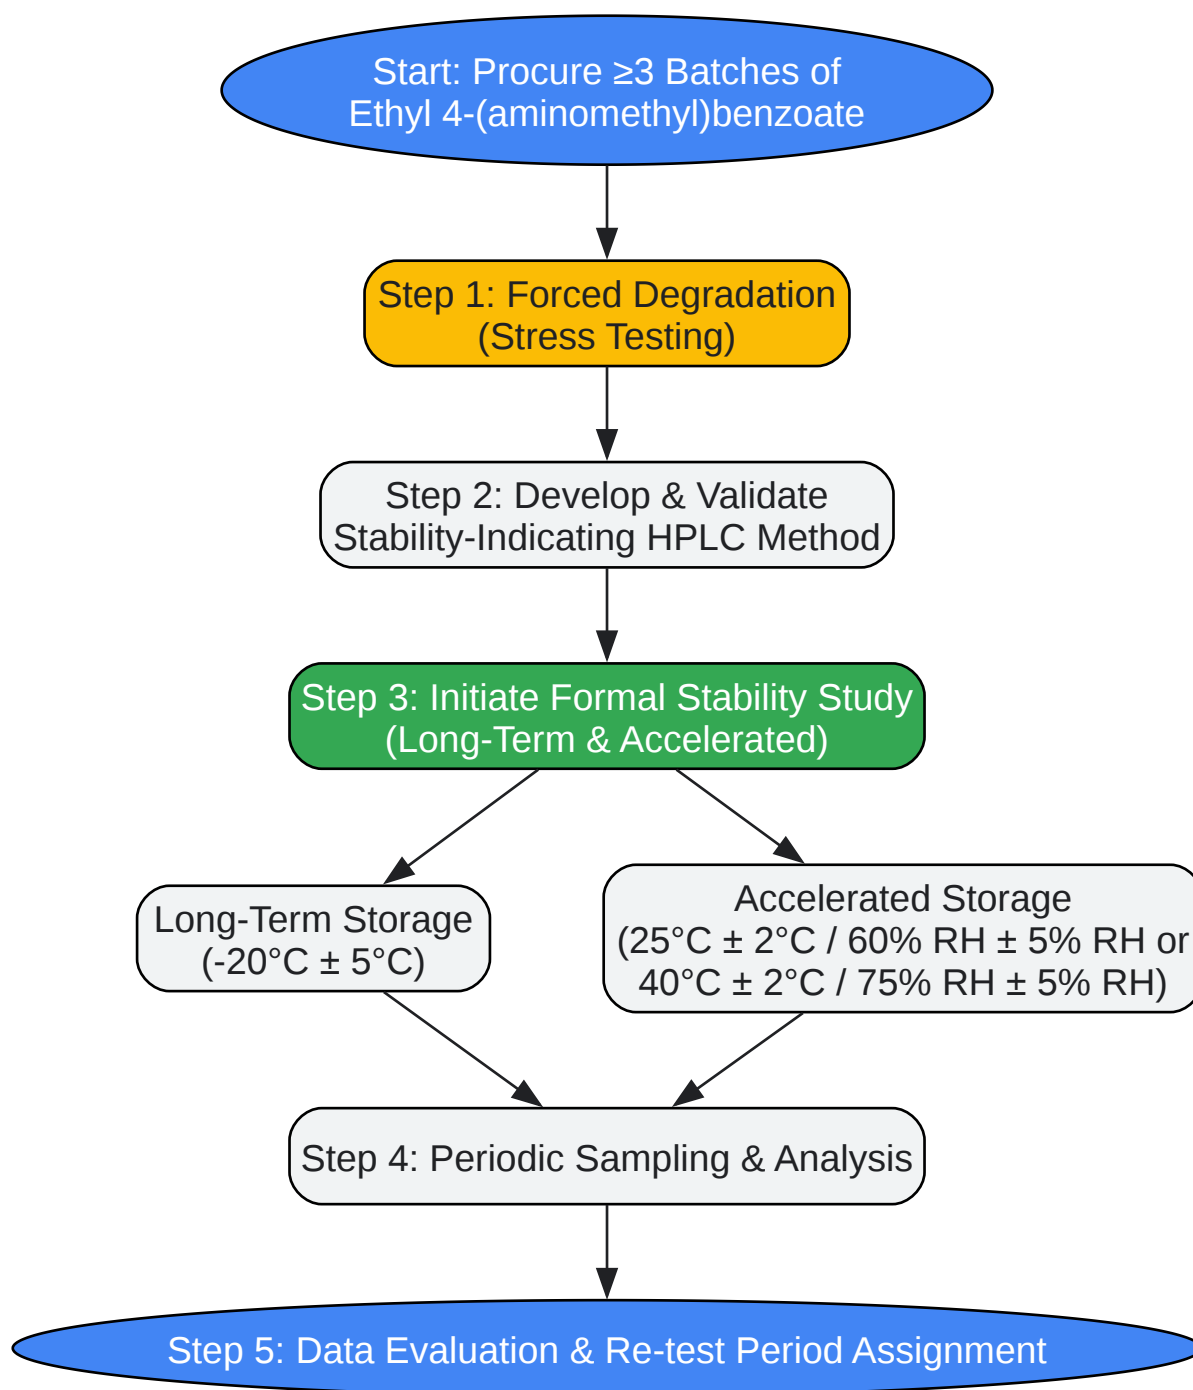 Start: Procure ≥3 Batches of
Ethyl 4-(aminomethyl)benzoate
Step 1: Forced Degradation
(Stress Testing)
Step 2: Develop & Validate
Stability-Indicating HPLC Method
Step 3: Initiate Formal Stability Study
(Long-Term & Accelerated)
Long-Term Storage
(-20°C ± 5°C)
Accelerated Storage
(25°C ± 2°C / 60% RH ± 5% RH or
40°C ± 2°C / 75% RH ± 5% RH)
Step 4: Periodic Sampling & Analysis
Step 5: Data Evaluation & Re-test Period Assignment